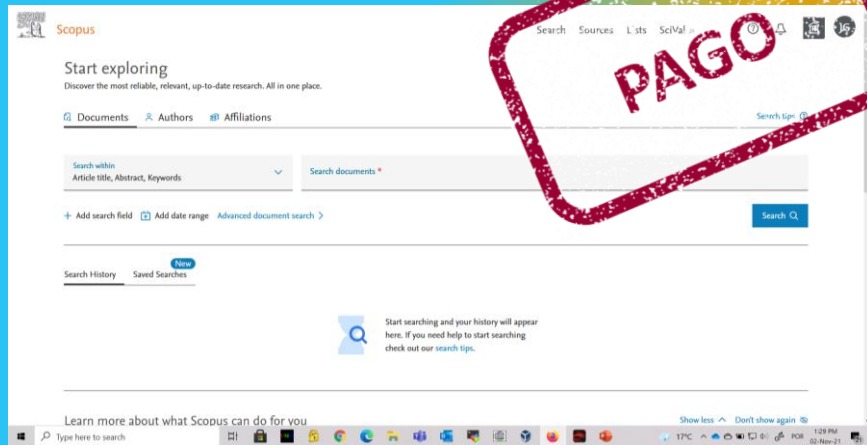 Scopus
Search Sources Lists SciVal
PAGO
Start exploring
Discover the most reliable, relevant, up-to-date research. All in one place.
Documents Authors Affiliations
Search tips
Search within
Article title, Abstract, Keywords
Search documents *
+ Add search field Add date range Advanced document search >
Search
New
Search History Saved Searches
Start searching and your history will appear
here. If you need help to start searching
check out our search tips.
Learn more about what Scopus can do for you
Show less Don't show again
Type here to search
17°C
POR
1:29 PM
02-Nov-21
JG